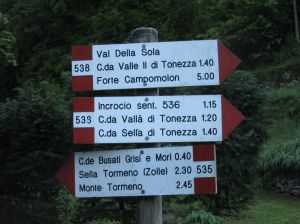 Val Della Sola
538 C.da Valle II di Tonezza 1.40
Forte Campomolon 5.00
Incrocio sent. 536 1.15
538 C.da Vallà di Tonezza 1.20
C.da Sella di Tonezza 1.40
C.de Busati Grisi e Mori 0.40
Sella Tormeno (Zolle) 2.30 535
Monte Tormeno 2.45